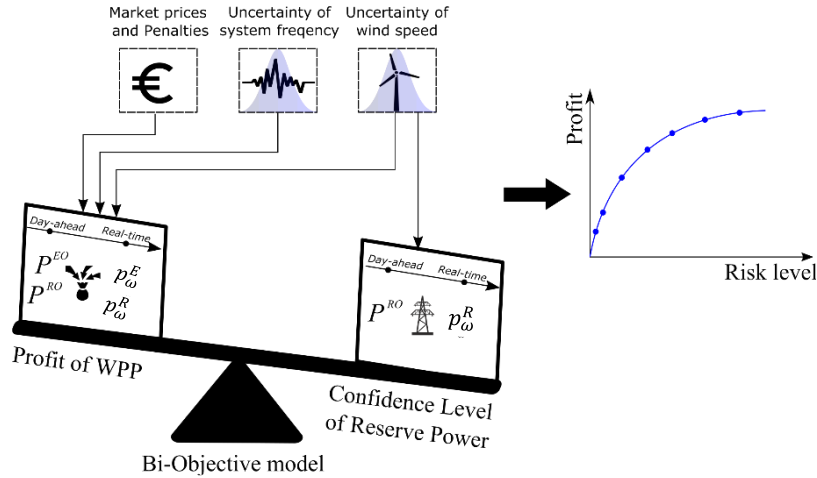 Market prices
and Penalties
Uncertainty of
system freqency
Uncertainty of
wind speed
€
Day-ahead Real-time
P^{EO} p_ω^E
P^{RO} p_ω^R
Profit of WPP
Day-ahead Real-time
P^{RO} p_ω^R
Confidence Level
of Reserve Power
Bi-Objective model
Profit
Risk level